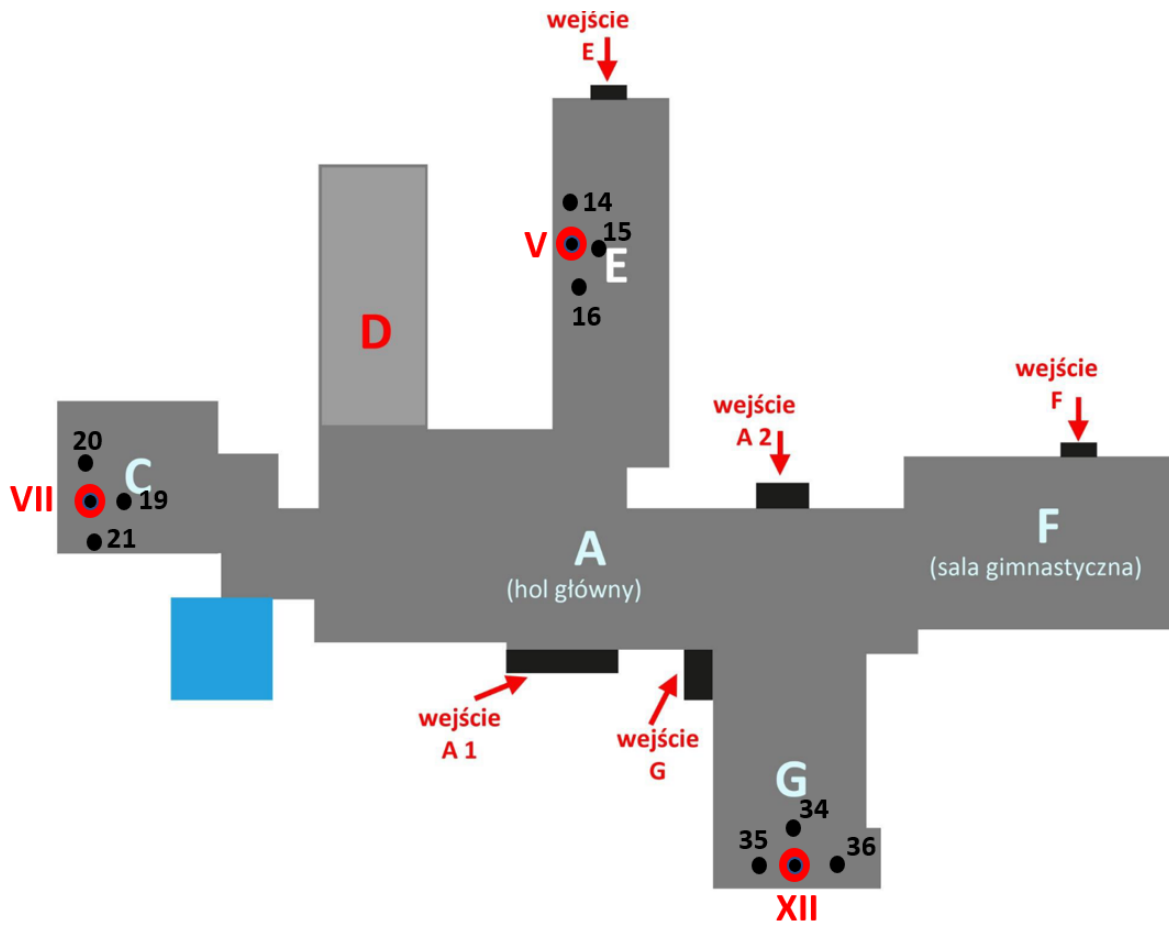 wejście
E
14
V
15
E
16
D
wejście
F
wejście
A 2
20
C
VII
19
21
A
(hol główny)
F
(sala gimnastyczna)
wejście
A 1
wejście
G
G
34
35
36
XII